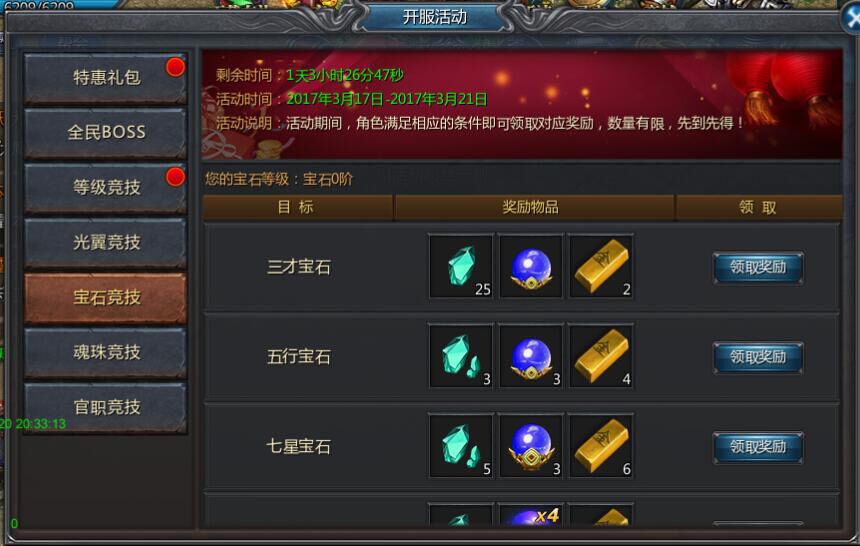 6209/6209
开服活动
特惠礼包
全民BOSS
等级竞技
光翼竞技
宝石竞技
魂珠竞技
官职竞技
20 20:33:13
0
剩余时间：1天3小时26分47秒
活动时间：2017年3月17日-2017年3月21日
活动说明：活动期间，角色满足相应的条件即可领取对应奖励，数量有限，先到先得！
您的宝石等级：宝石0阶
目 标 奖励物品 领 取
三才宝石 25 2 领取奖励
五行宝石 3 3 4 领取奖励
七星宝石 5 3 6 领取奖励
x4